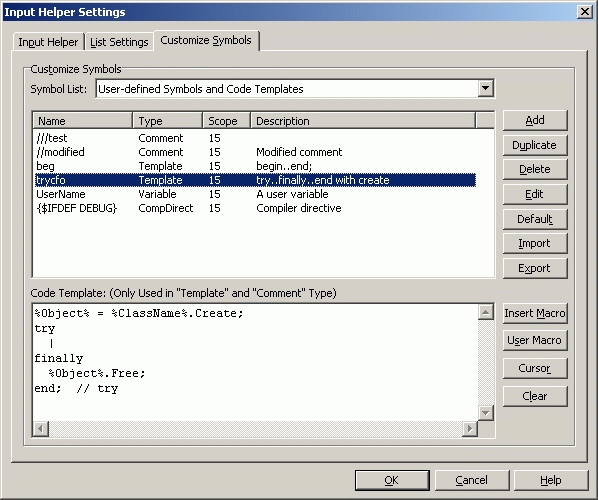 Input Helper Settings
Input Helper List Settings Customize Symbols
Customize Symbols
Symbol List: User-defined Symbols and Code Templates
Name Type Scope Description
///test Comment 15
//modified Comment 15 Modified comment
beg Template 15 begin..end;
trycfo Template 15 try..finally..end with create
UserName Variable 15 A user variable
{$IFDEF DEBUG} CompDirect 15 Compiler directive
Add
Duplicate
Delete
Edit
Default
Import
Export
Code Template: (Only Used in "Template" and "Comment" Type)
%Object% = %ClassName%.Create;
try
  |
finally
  %Object%.Free;
end;  // try
Insert Macro
User Macro
Cursor
Clear
OK Cancel Help